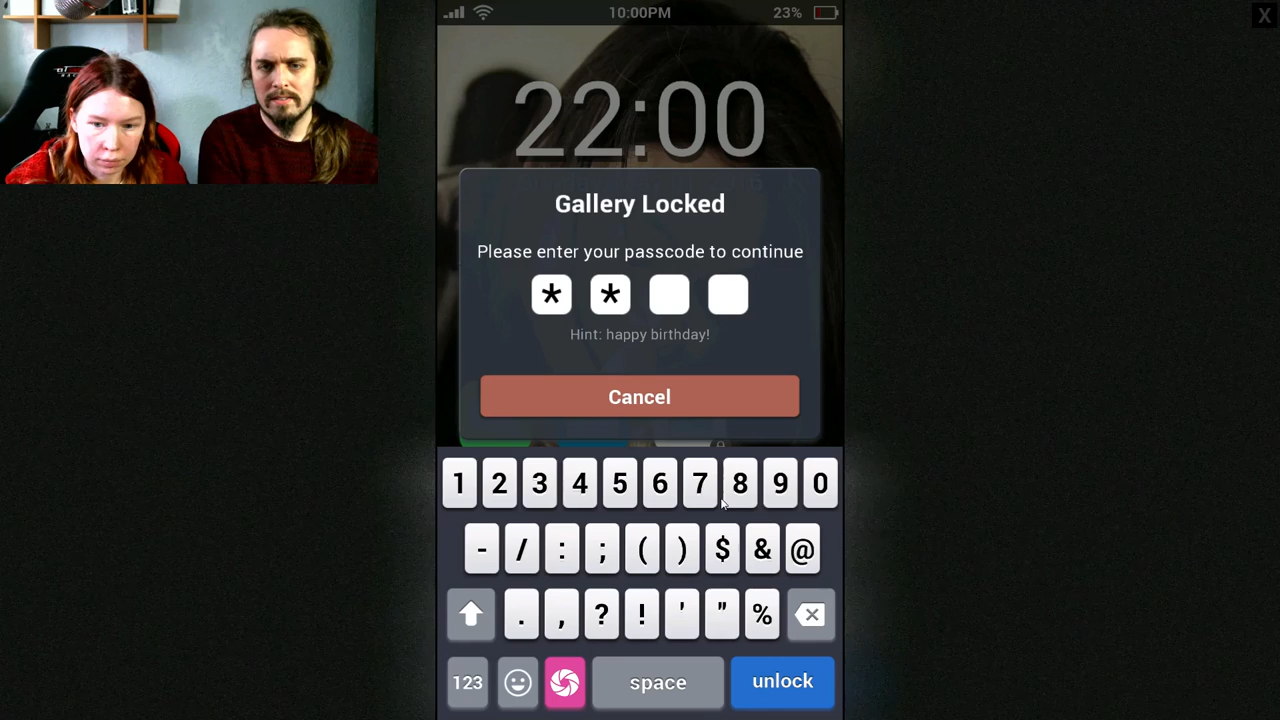 10:00PM 23%
X
22:00
Gallery Locked
Please enter your passcode to continue
* *
Hint: happy birthday!
Cancel
1 2 3 4 5 6 7 8 9 0
- / : ; ( ) $ & @
. , ? ! ' " %
123 space unlock